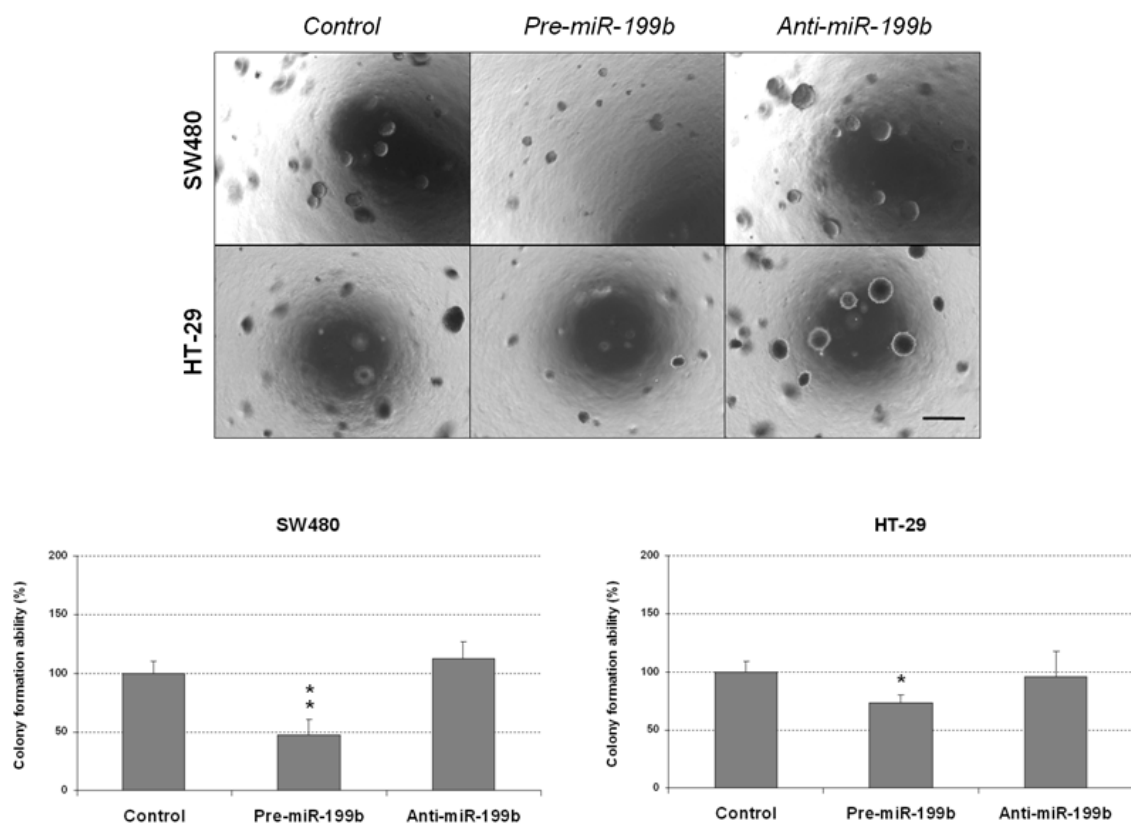 Control Pre-miR-199b Anti-miR-199b
SW480
HT-29
SW480
Colony formation ability (%)
200
150
100
50
0
**
Control Pre-miR-199b Anti-miR-199b
HT-29
Colony formation ability (%)
200
150
100
50
0
*
Control Pre-miR-199b Anti-miR-199b